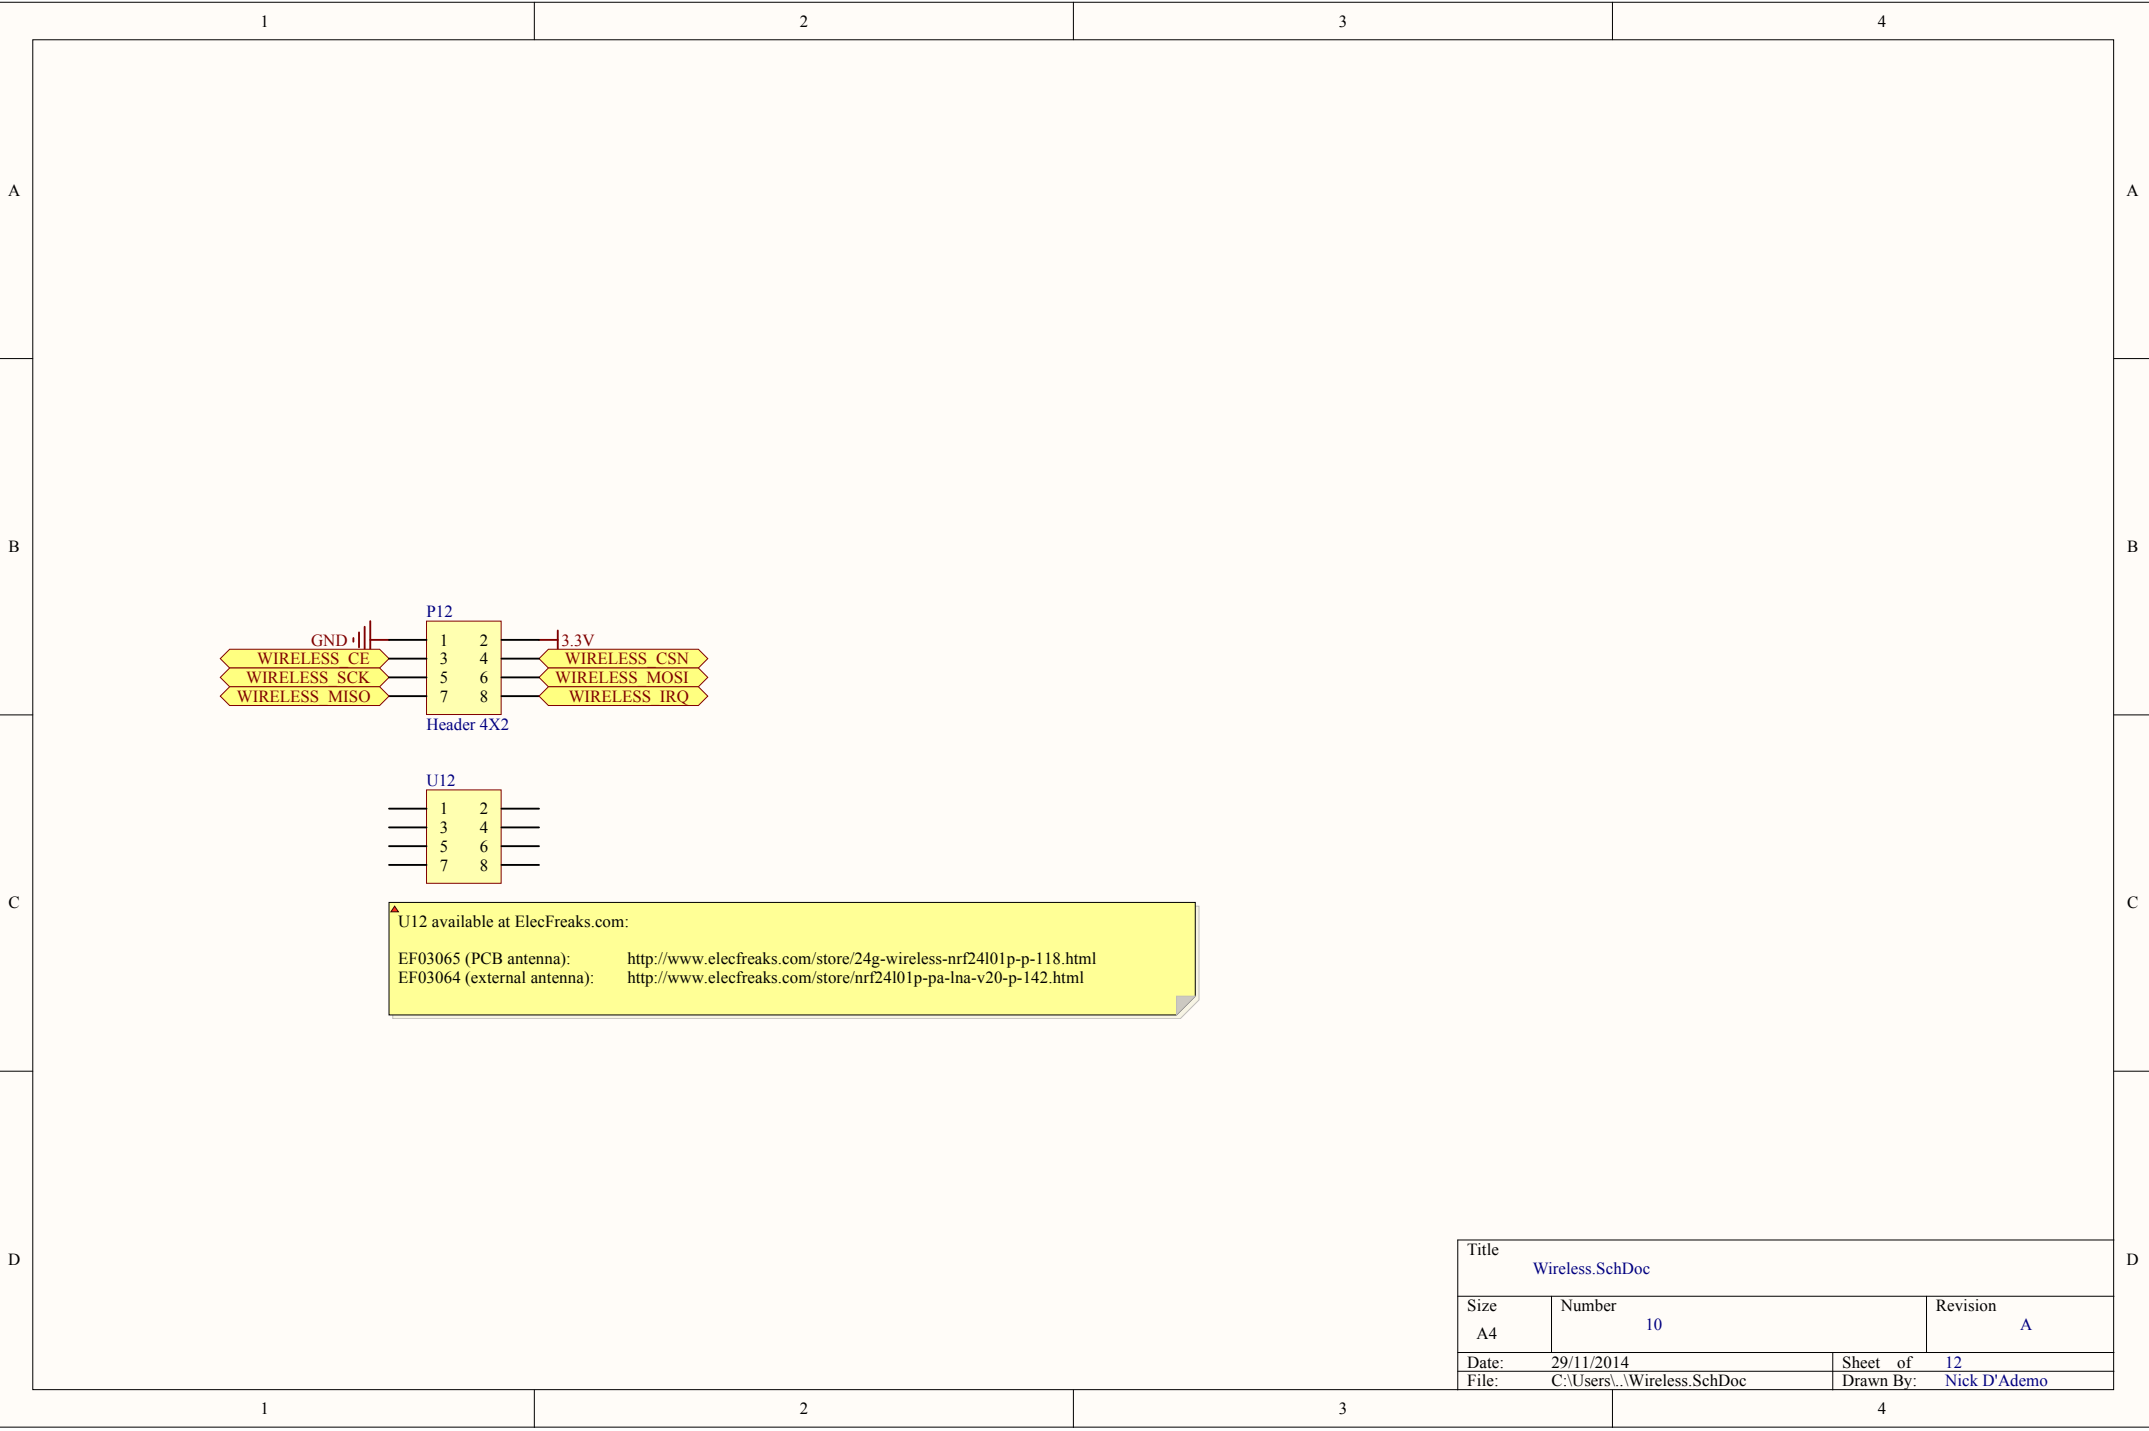 1 2 3 4
A A
B B
P12
GND 1 2 3.3V
WIRELESS_CE 3 4 WIRELESS_CSN
WIRELESS_SCK 5 6 WIRELESS_MOSI
WIRELESS_MISO 7 8 WIRELESS_IRQ
Header 4X2
U12
1 2
3 4
5 6
7 8
C C
U12 available at ElecFreaks.com:
EF03065 (PCB antenna): http://www.elecfreaks.com/store/24g-wireless-nrf24l01p-p-118.html
EF03064 (external antenna): http://www.elecfreaks.com/store/nrf24l01p-pa-lna-v20-p-142.html
D D
Title
Wireless.SchDoc
Size Number Revision
A4 10 A
Date: 29/11/2014 Sheet of 12
File: C:\Users\..\Wireless.SchDoc Drawn By: Nick D'Ademo
1 2 3 4